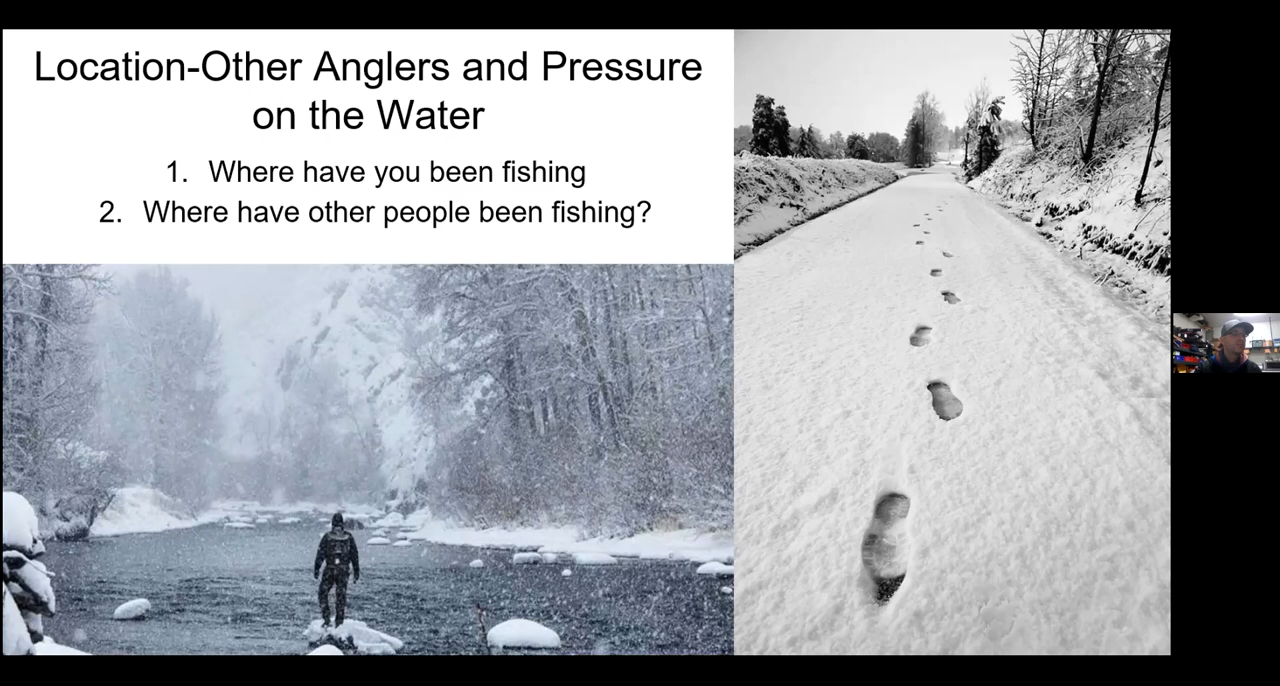 Location-Other Anglers and Pressure
on the Water
1. Where have you been fishing
2. Where have other people been fishing?